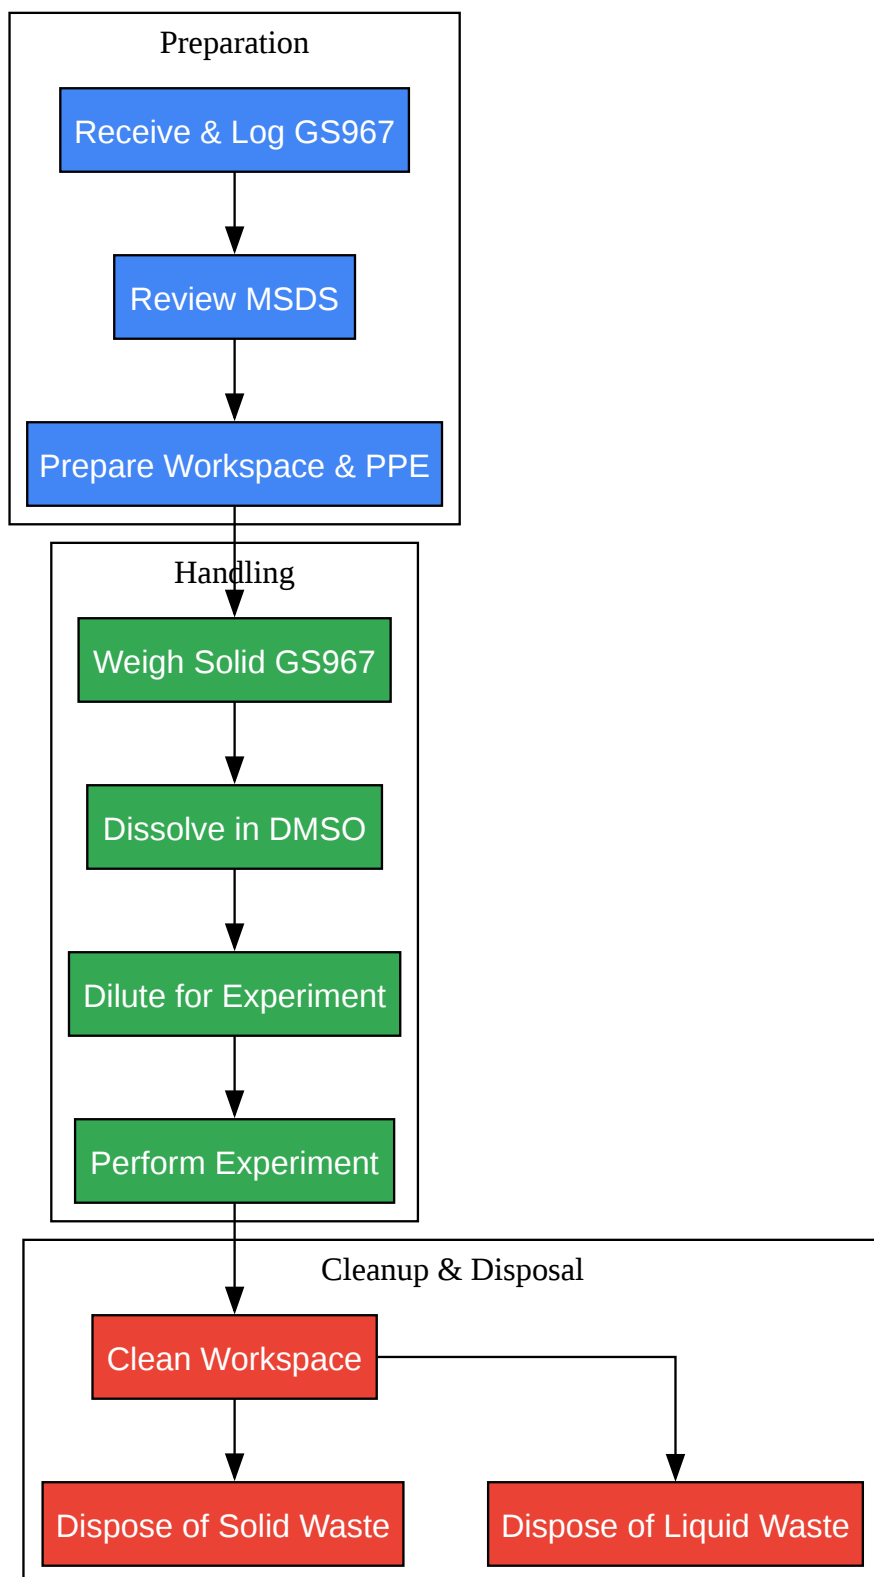 Preparation
Receive & Log GS967
Review MSDS
Prepare Workspace & PPE
Handling
Weigh Solid GS967
Dissolve in DMSO
Dilute for Experiment
Perform Experiment
Cleanup & Disposal
Clean Workspace
Dispose of Solid Waste
Dispose of Liquid Waste